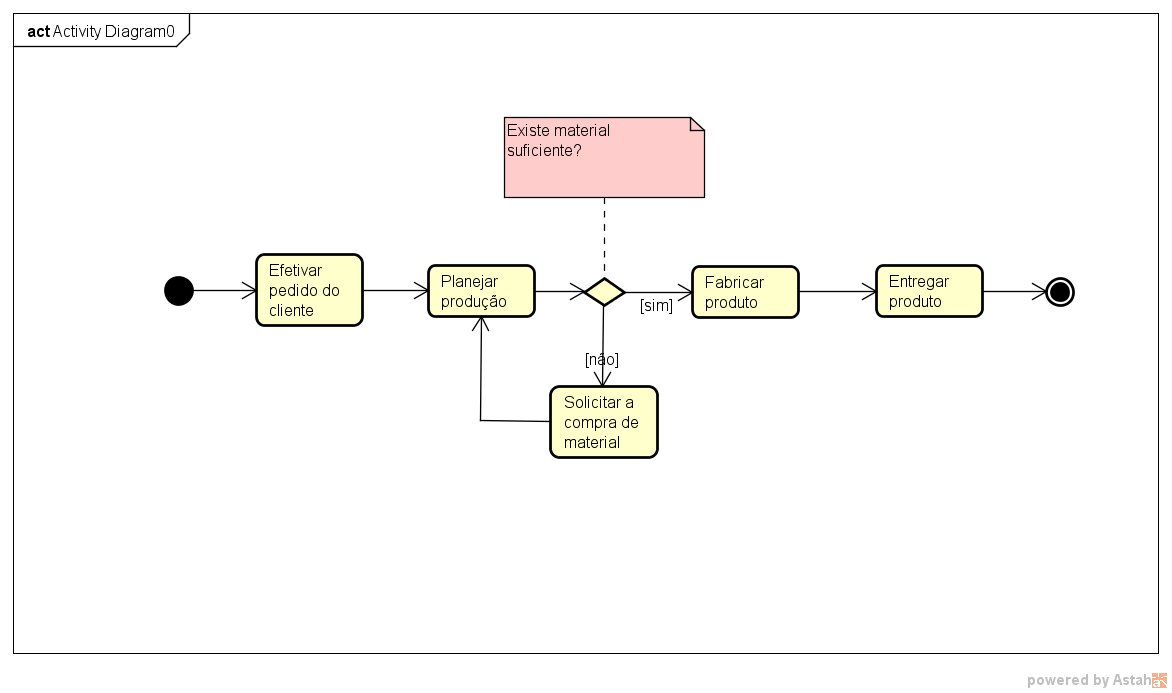 act Activity Diagram0
Existe material
suficiente?
Efetivar
pedido do
cliente
Planejar
produção
[sim]
Fabricar
produto
Entregar
produto
[não]
Solicitar a
compra de
material
powered by Astah